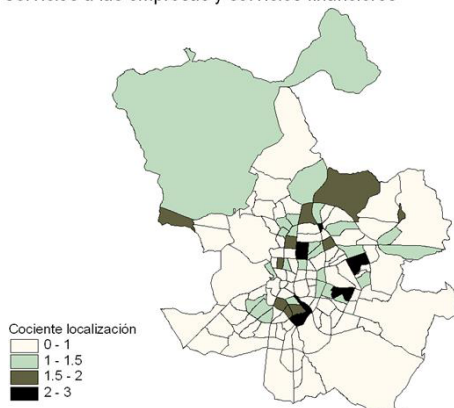 Servicios a las empresas y servicios financieros
Cociente localización
0 - 1
1 - 1.5
1.5 - 2
2 - 3